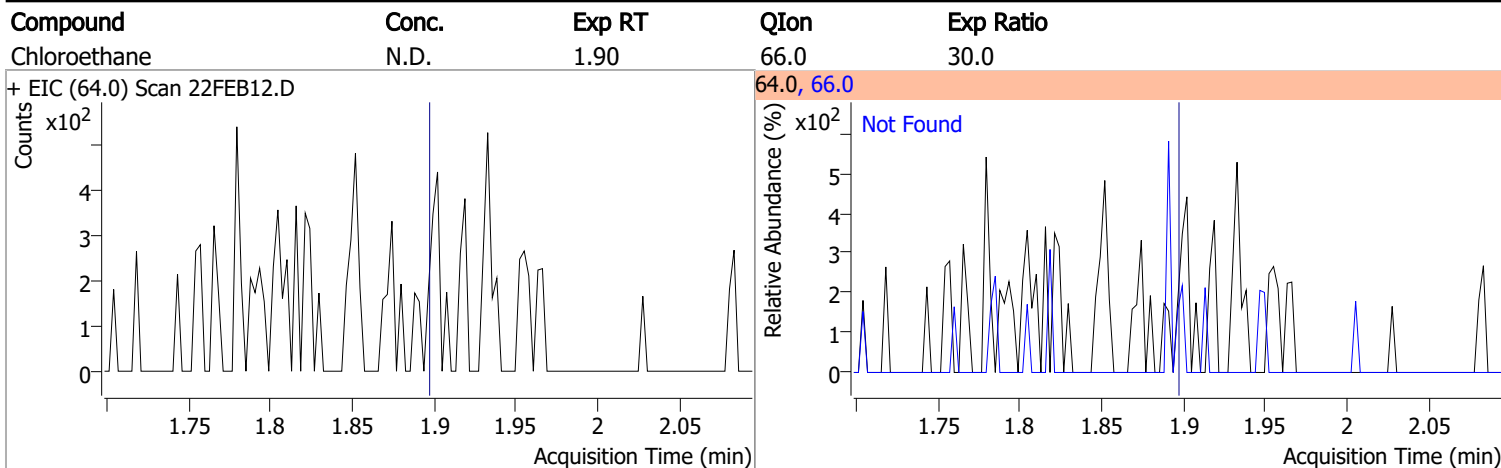 Compound Conc. Exp RT QIon Exp Ratio
Chloroethane N.D. 1.90 66.0 30.0
+ EIC (64.0) Scan 22FEB12.D
Counts
x10²
4
3
2
1
0
1.75 1.8 1.85 1.9 1.95 2 2.05
Acquisition Time (min)
64.0, 66.0
Relative Abundance (%)
x10²
Not Found
5
4
3
2
1
0
1.75 1.8 1.85 1.9 1.95 2 2.05
Acquisition Time (min)